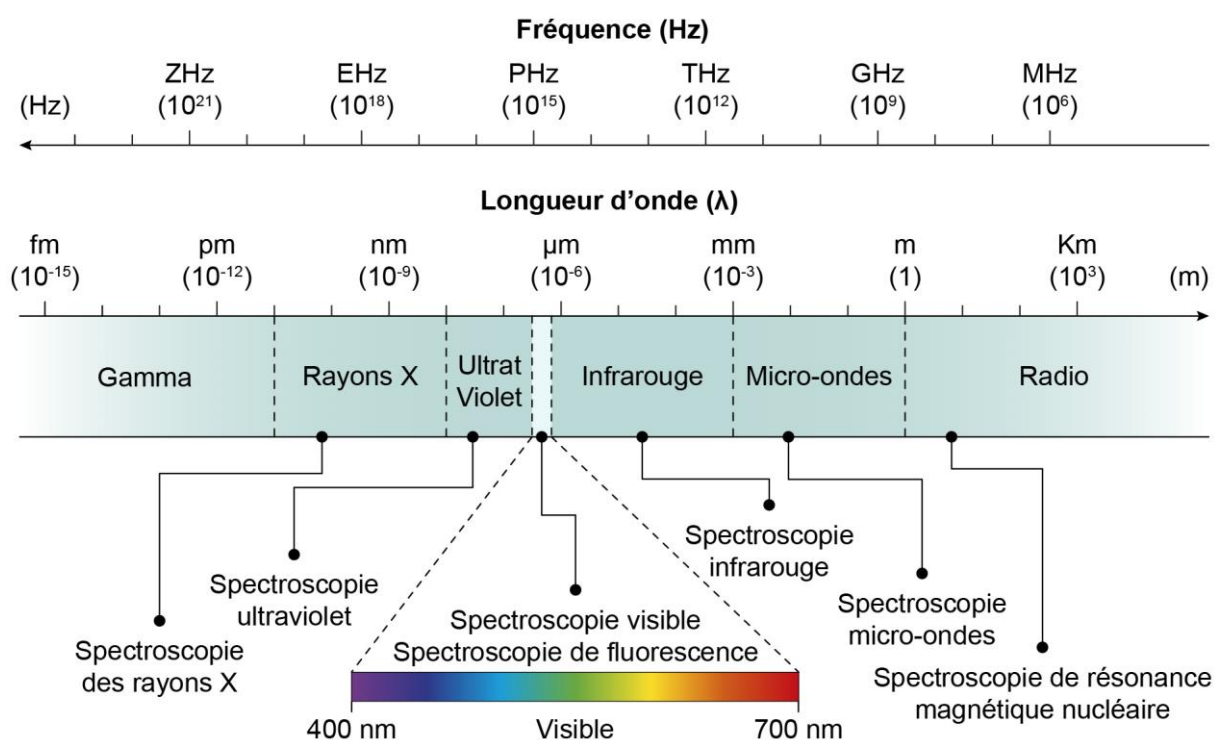 Fréquence (Hz)
ZHz EHz PHz THz GHz MHz
(Hz) (10²¹) (10¹⁸) (10¹⁵) (10¹²) (10⁹) (10⁶)
Longueur d’onde (λ)
fm pm nm µm mm m Km
(10⁻¹⁵) (10⁻¹²) (10⁻⁹) (10⁻⁶) (10⁻³) (1) (10³) (m)
Gamma
Rayons X
Ultrat
Violet
Infrarouge
Micro-ondes
Radio
Spectroscopie
des rayons X
Spectroscopie
ultraviolet
Spectroscopie visible
Spectroscopie de fluorescence
Spectroscopie
infrarouge
Spectroscopie
micro-ondes
Spectroscopie de résonance
magnétique nucléaire
400 nm Visible 700 nm